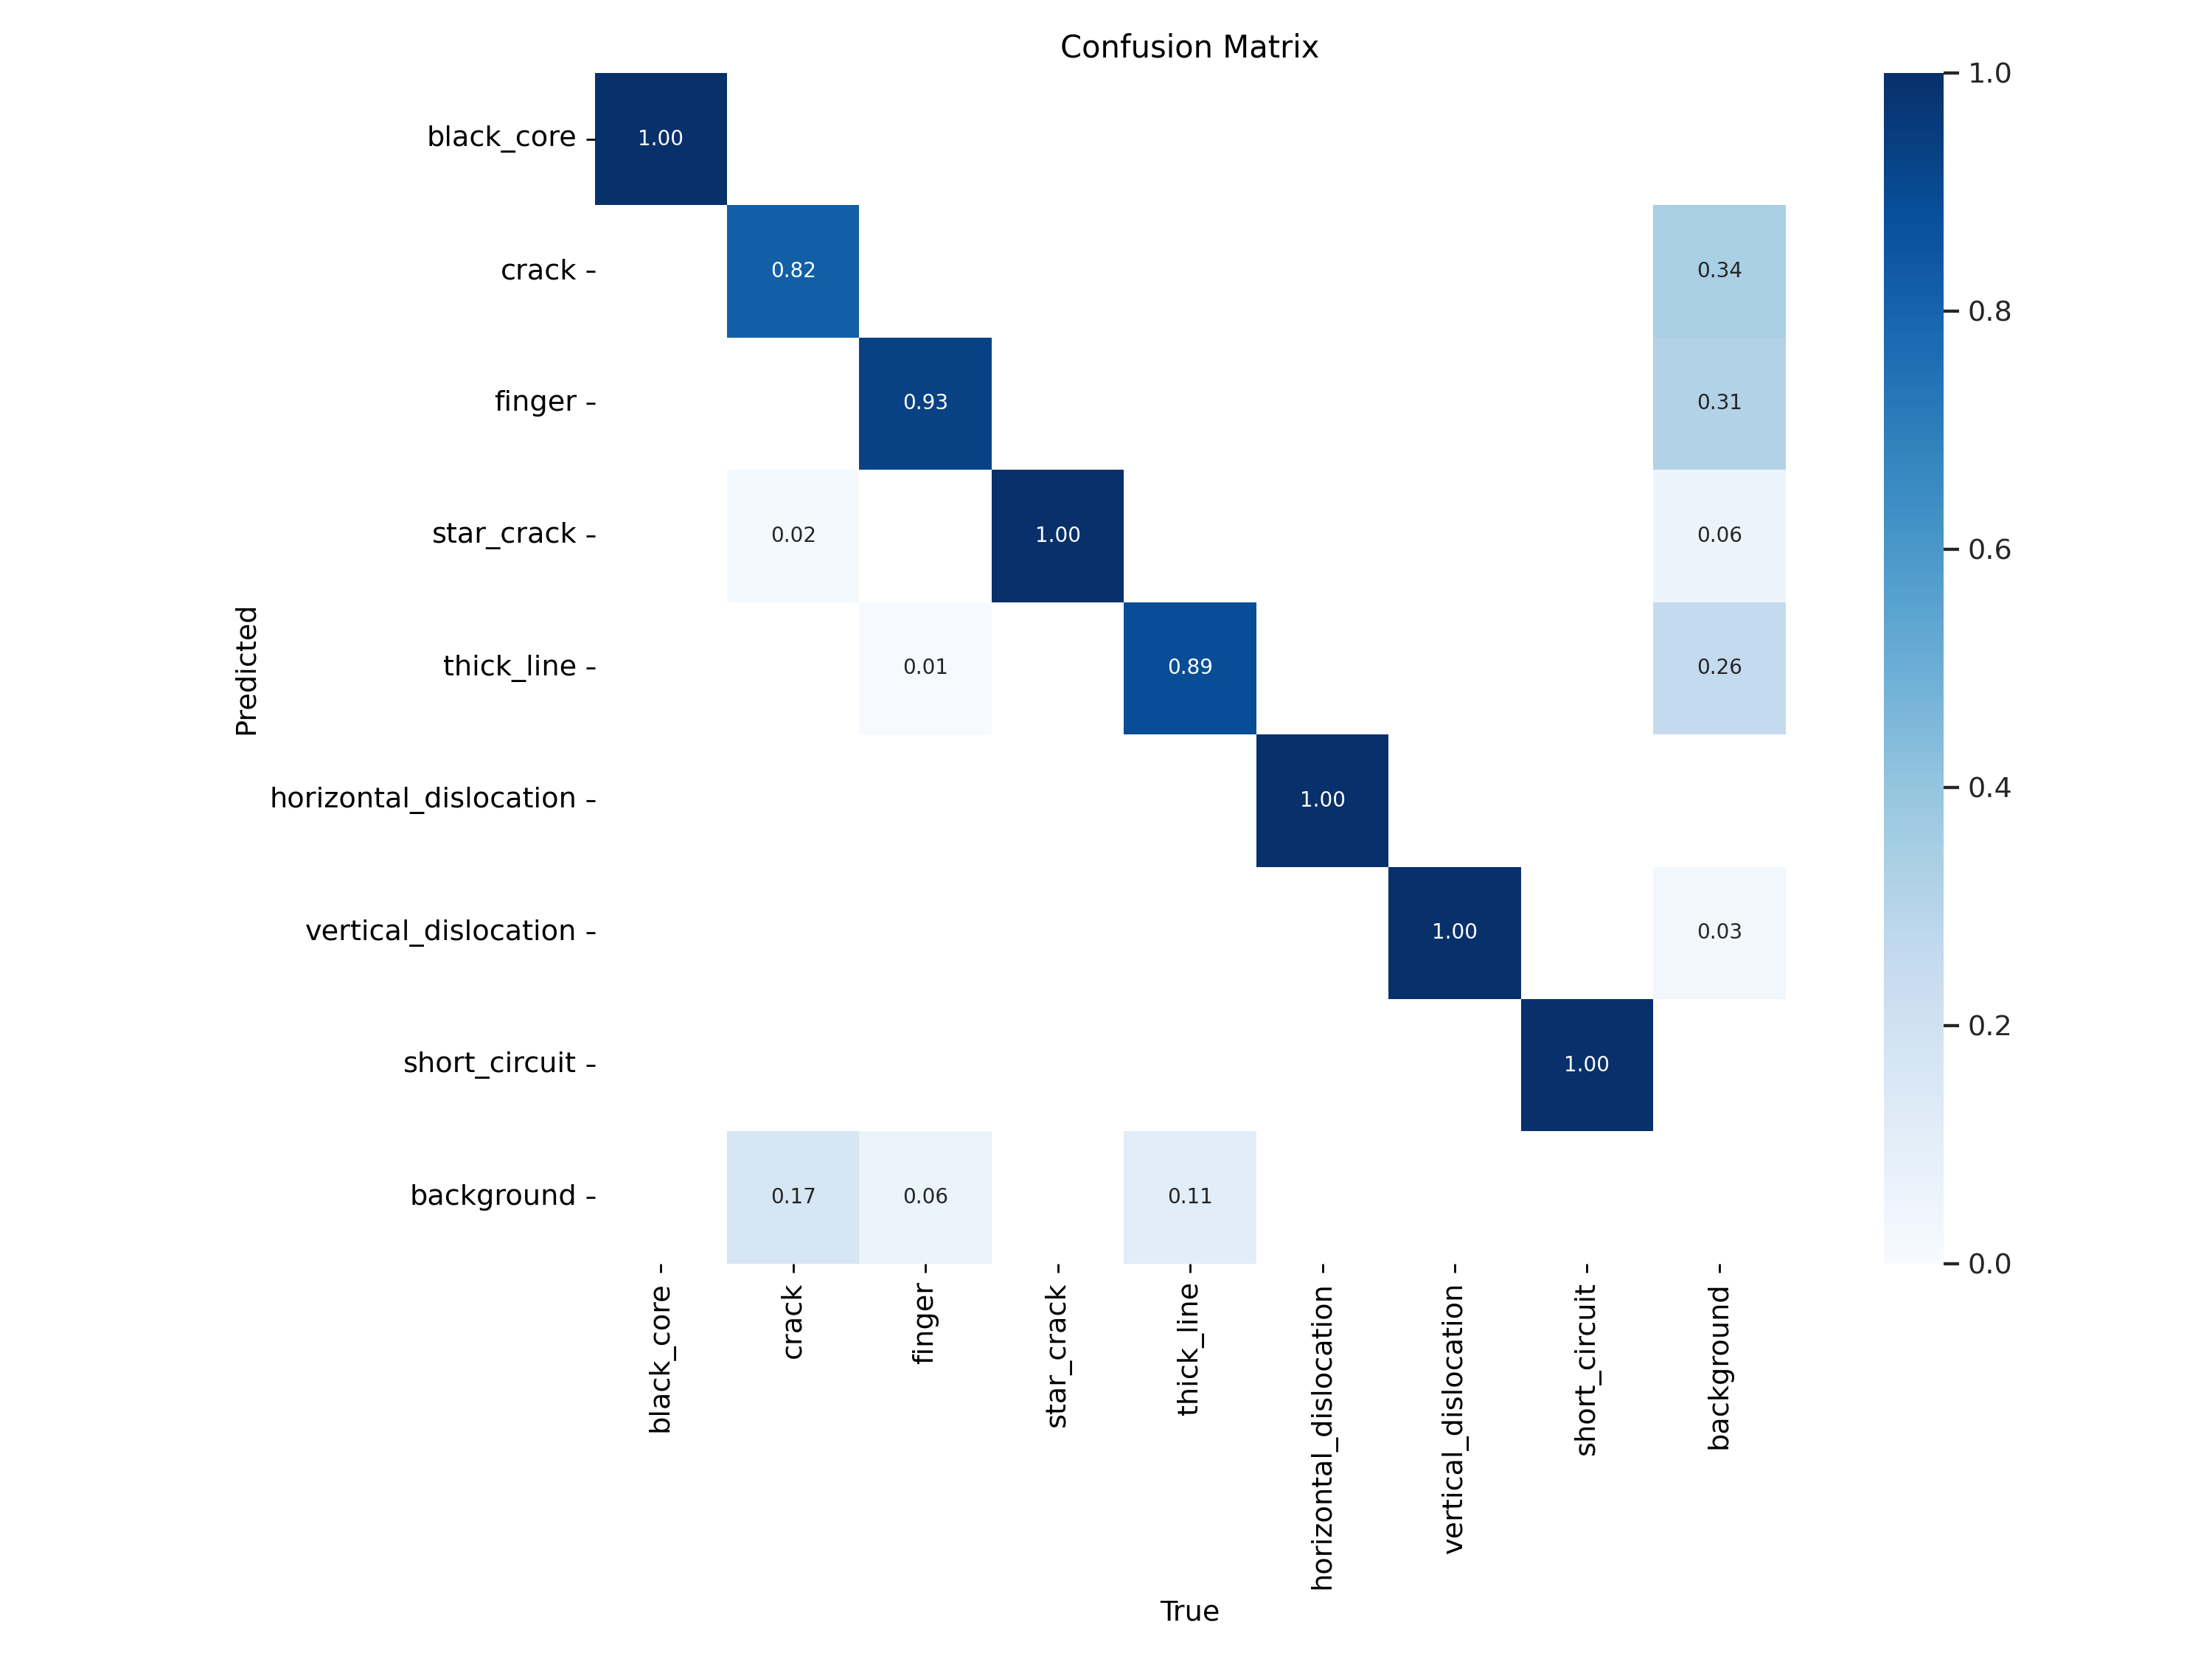 Confusion Matrix
black_core
1.00
crack
0.82
0.34
finger
0.93
0.31
star_crack
0.02
1.00
0.06
thick_line
0.01
0.89
0.26
horizontal_dislocation
1.00
vertical_dislocation
1.00
0.03
short_circuit
1.00
background
0.17
0.06
0.11
Predicted
black_core
crack
finger
star_crack
thick_line
horizontal_dislocation
vertical_dislocation
short_circuit
background
True
1.0
0.8
0.6
0.4
0.2
0.0